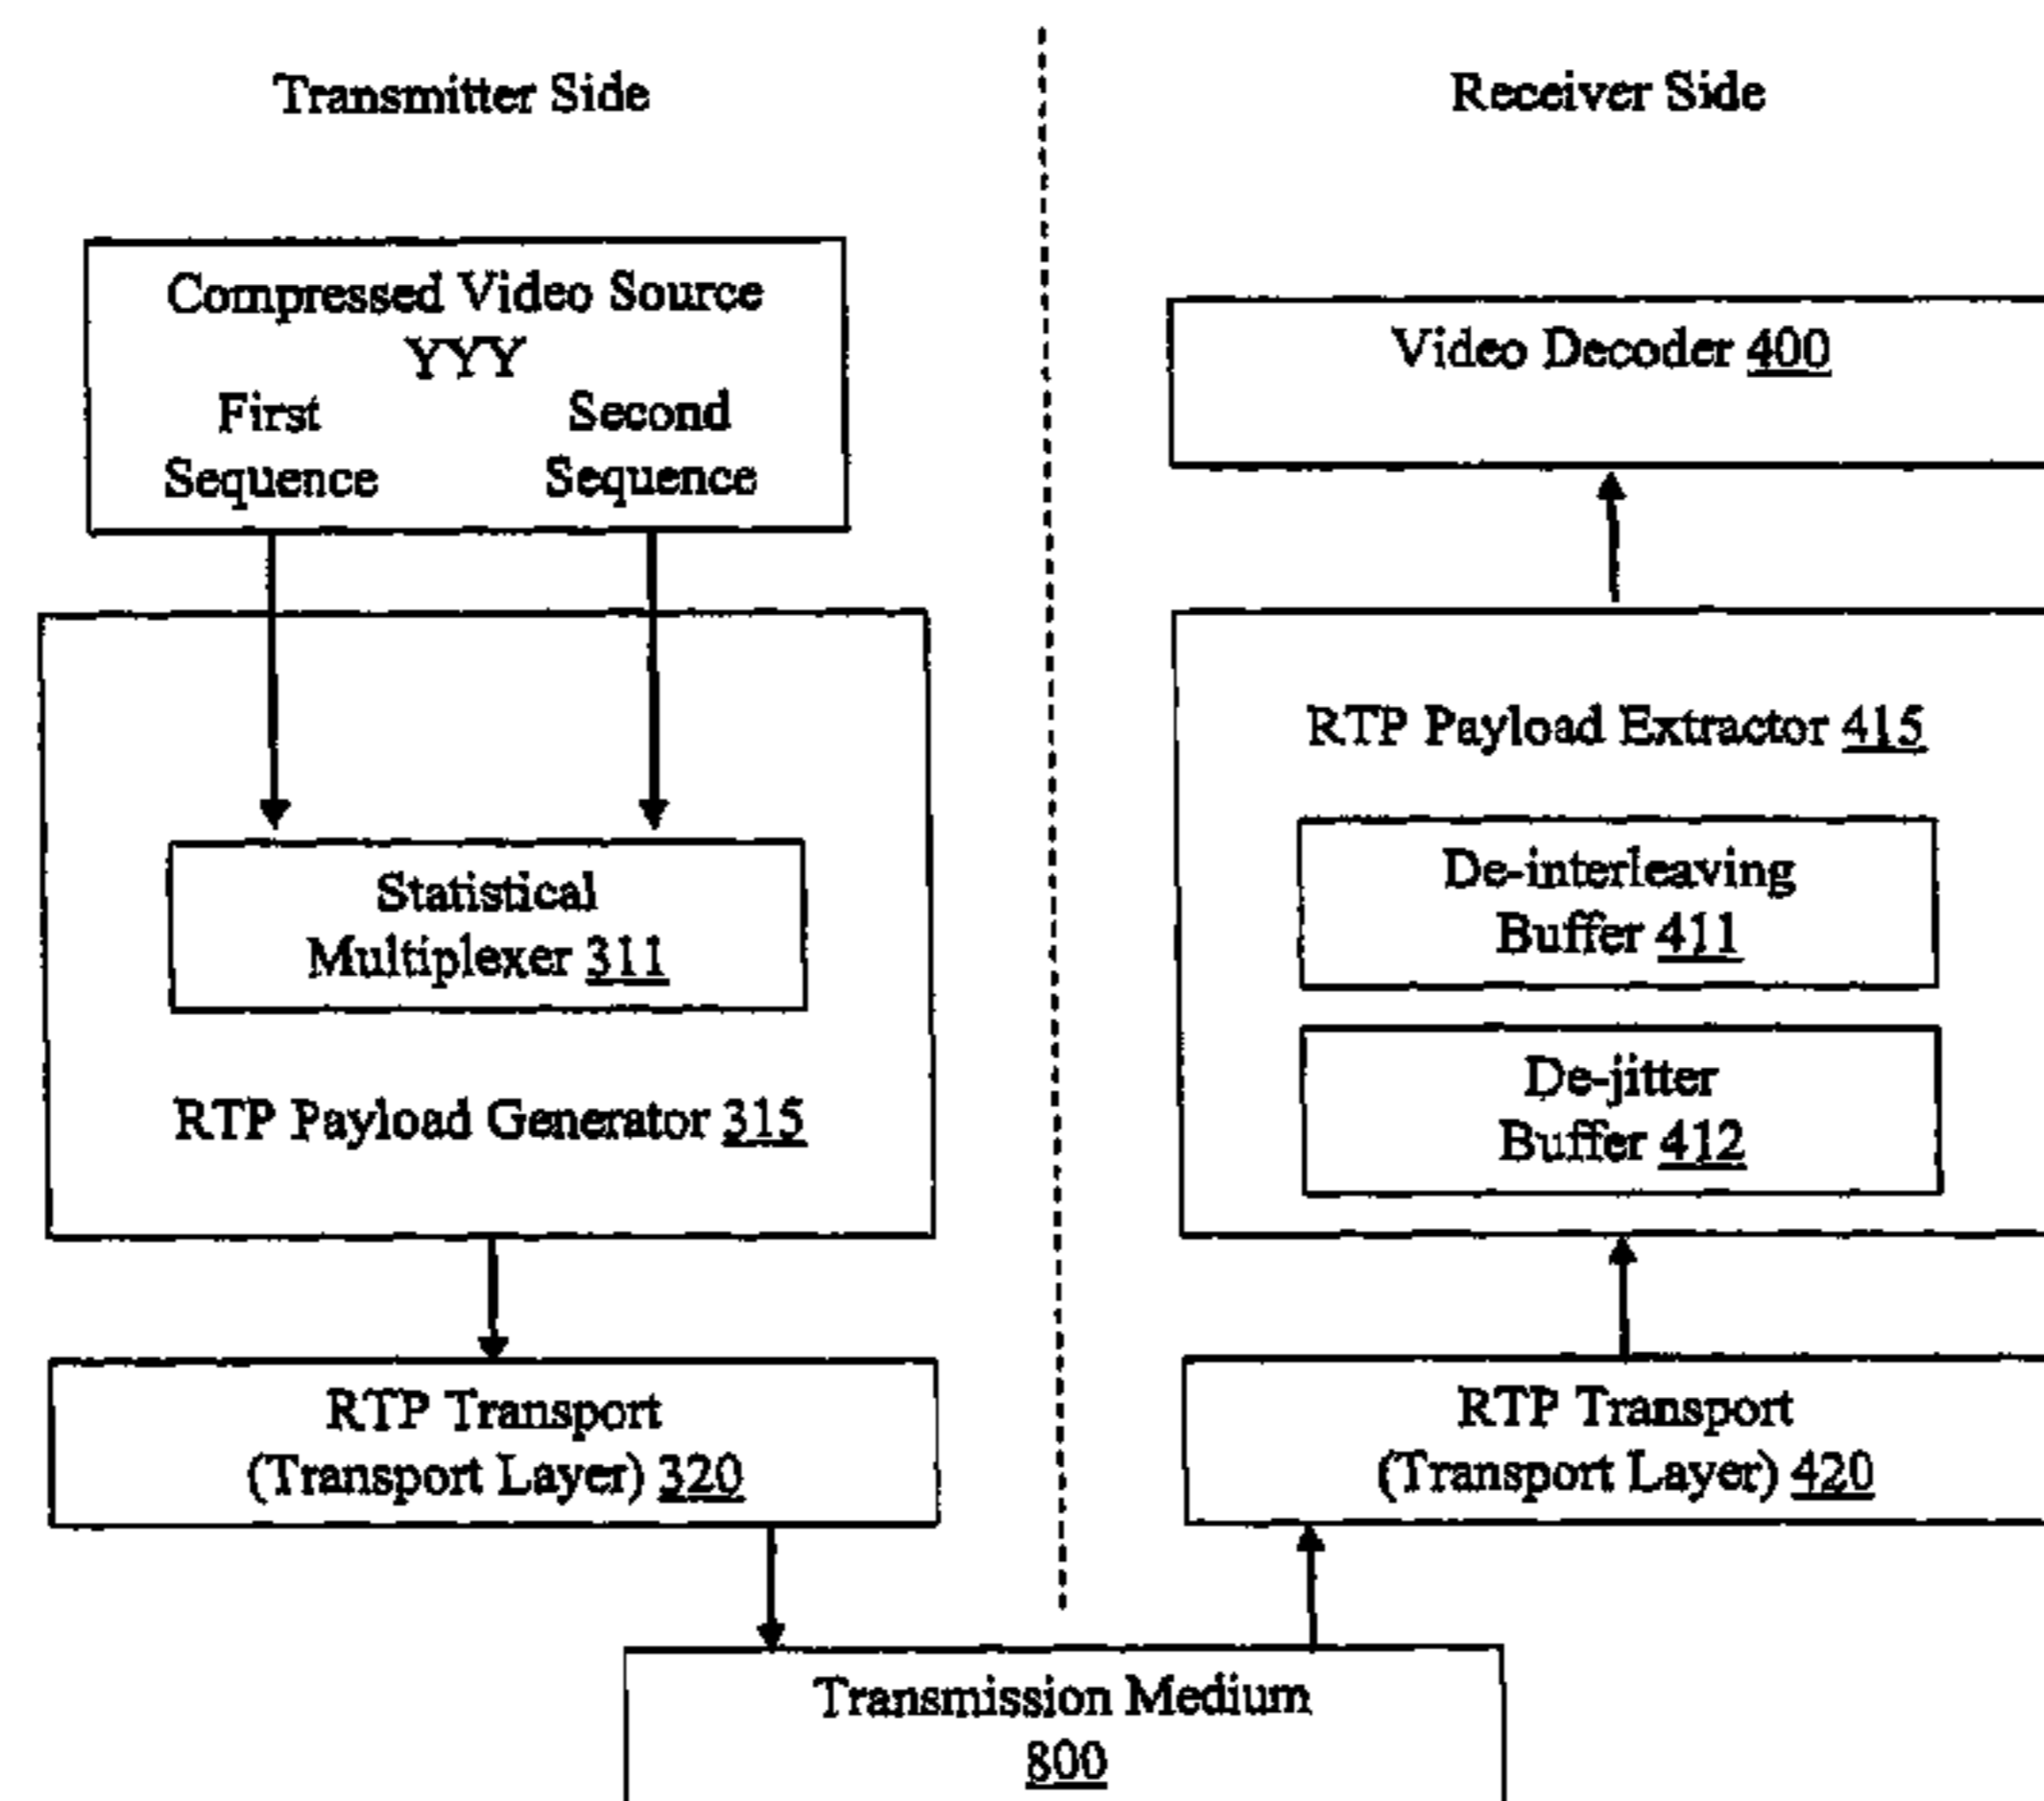 Transmitter Side
Compressed Video Source
YYY
First
Sequence
Second
Sequence
Statistical
Multiplexer 311
RTP Payload Generator 315
RTP Transport
(Transport Layer) 320
Receiver Side
Video Decoder 400
RTP Payload Extractor 415
De-interleaving
Buffer 411
De-jitter
Buffer 412
RTP Transport
(Transport Layer) 420
Transmission Medium
800